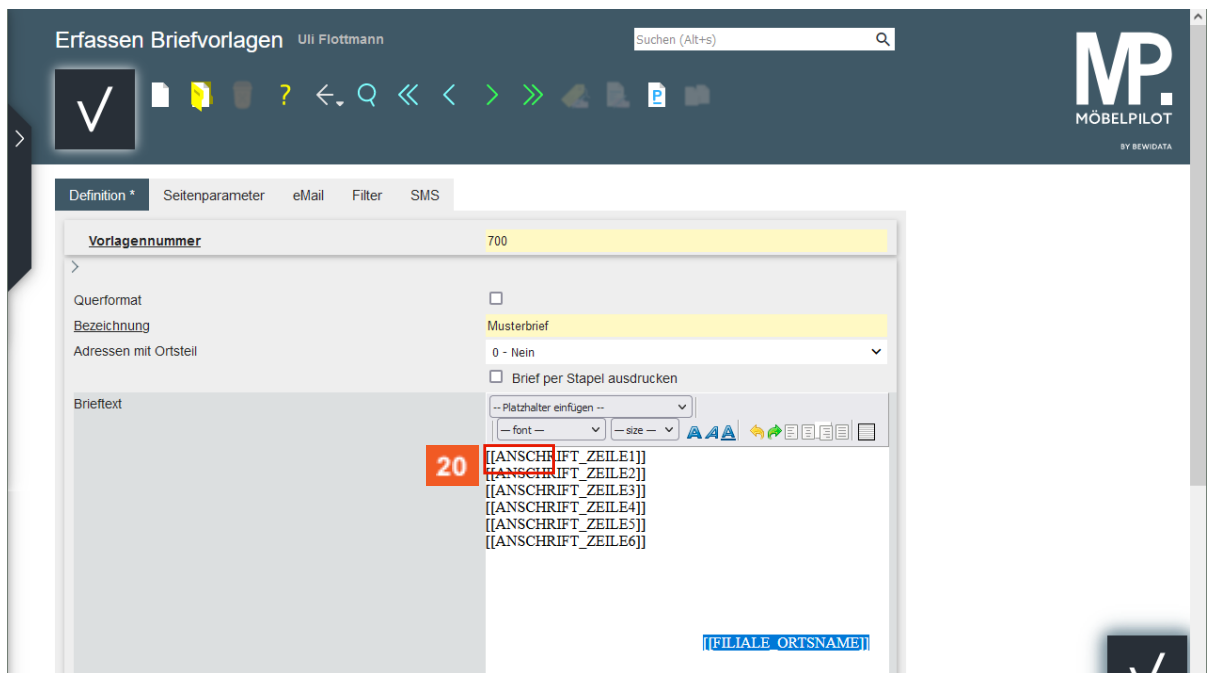 Erfassen Briefvorlagen Uli Flottmann
Suchen (Alt+s)
MP.
MÖBELPILOT
BY BEWIDATA
Definition * Seitenparameter eMail Filter SMS
Vorlagennummer 700
Querformat
Bezeichnung Musterbrief
Adressen mit Ortsteil 0 - Nein
Brief per Stapel ausdrucken
Brieftext -- Platzhalter einfügen --
— font — — size — A A A
20 [[ANSCHRIFT_ZEILE1]]
[[ANSCHRIFT_ZEILE2]]
[[ANSCHRIFT_ZEILE3]]
[[ANSCHRIFT_ZEILE4]]
[[ANSCHRIFT_ZEILE5]]
[[ANSCHRIFT_ZEILE6]]
[[FILIALE_ORTSNAME]]